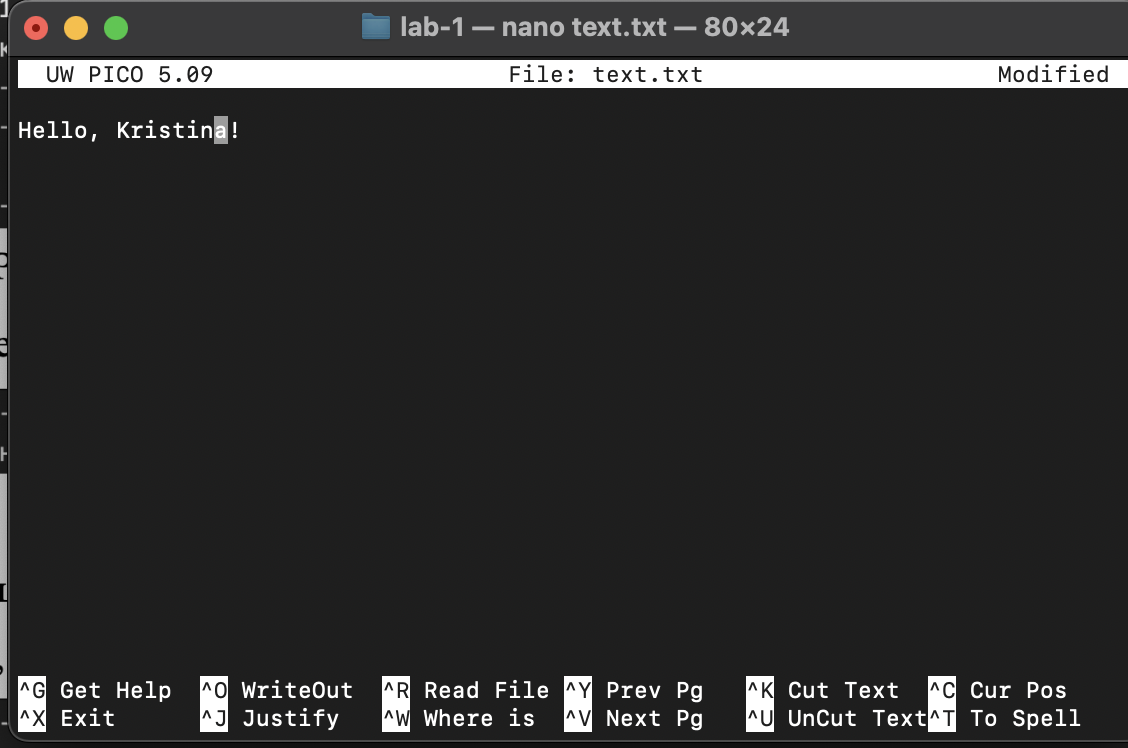 lab-1 — nano text.txt — 80×24
UW PICO 5.09 File: text.txt Modified
Hello, Kristina!
^G Get Help ^O WriteOut ^R Read File ^Y Prev Pg ^K Cut Text ^C Cur Pos
^X Exit ^J Justify ^W Where is ^V Next Pg ^U UnCut Text ^T To Spell